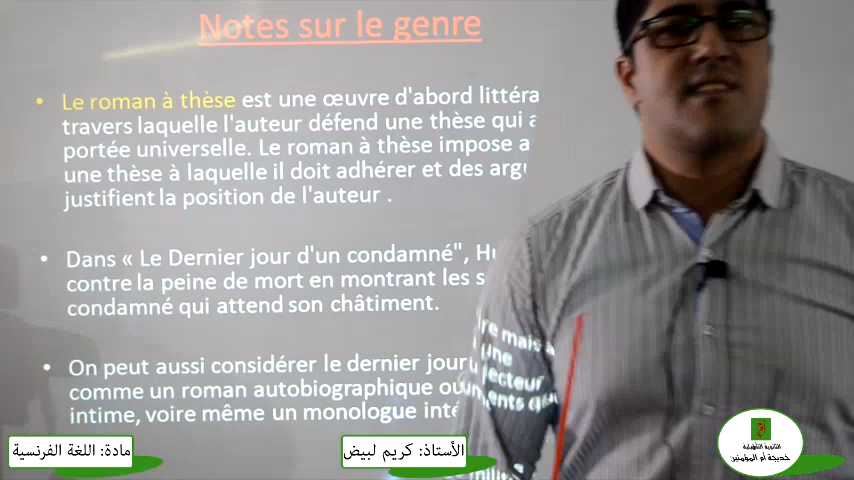 Notes sur le genre
• Le roman à thèse est une œuvre d'abord littéra
travers laquelle l'auteur défend une thèse qui a
portée universelle. Le roman à thèse impose a
une thèse à laquelle il doit adhérer et des argu
justifient la position de l'auteur .
• Dans « Le Dernier jour d'un condamné", Hu
contre la peine de mort en montrant les s
condamné qui attend son châtiment.
• On peut aussi considérer le dernier jour
comme un roman autobiographique ou
intime, voire même un monologue inté
ire mais a
une
lecteur
ments qu
مادة: اللغة الفرنسية
الأستاذ: كريم لبيض
الثانوية التأهيلية
خديجة أم المؤمنين